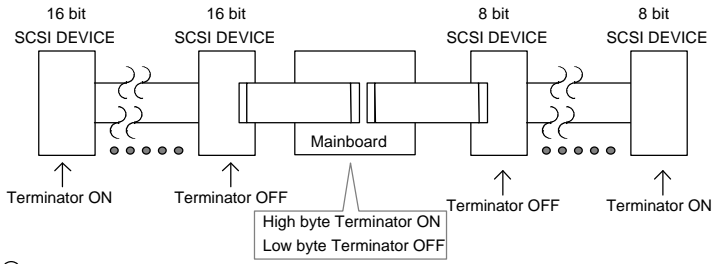 16 bit
SCSI DEVICE
16 bit
SCSI DEVICE
8 bit
SCSI DEVICE
8 bit
SCSI DEVICE
Mainboard
Terminator ON
Terminator OFF
Terminator OFF
Terminator ON
High byte Terminator ON
Low byte Terminator OFF